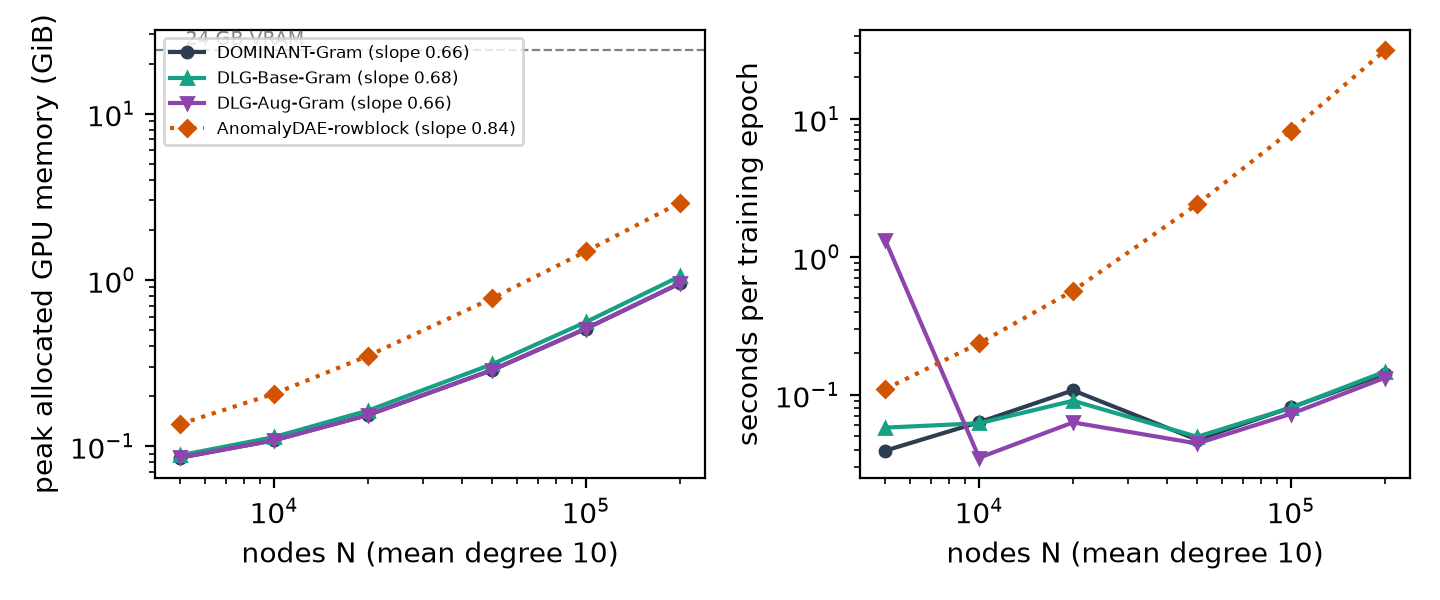 peak allocated GPU memory (GiB)
24 GB VRAM
DOMINANT-Gram (slope 0.66)
DLG-Base-Gram (slope 0.68)
DLG-Aug-Gram (slope 0.66)
AnomalyDAE-rowblock (slope 0.84)
10¹
10⁰
10⁻¹
10⁴ 10⁵
nodes N (mean degree 10)
seconds per training epoch
10¹
10⁰
10⁻¹
10⁴ 10⁵
nodes N (mean degree 10)